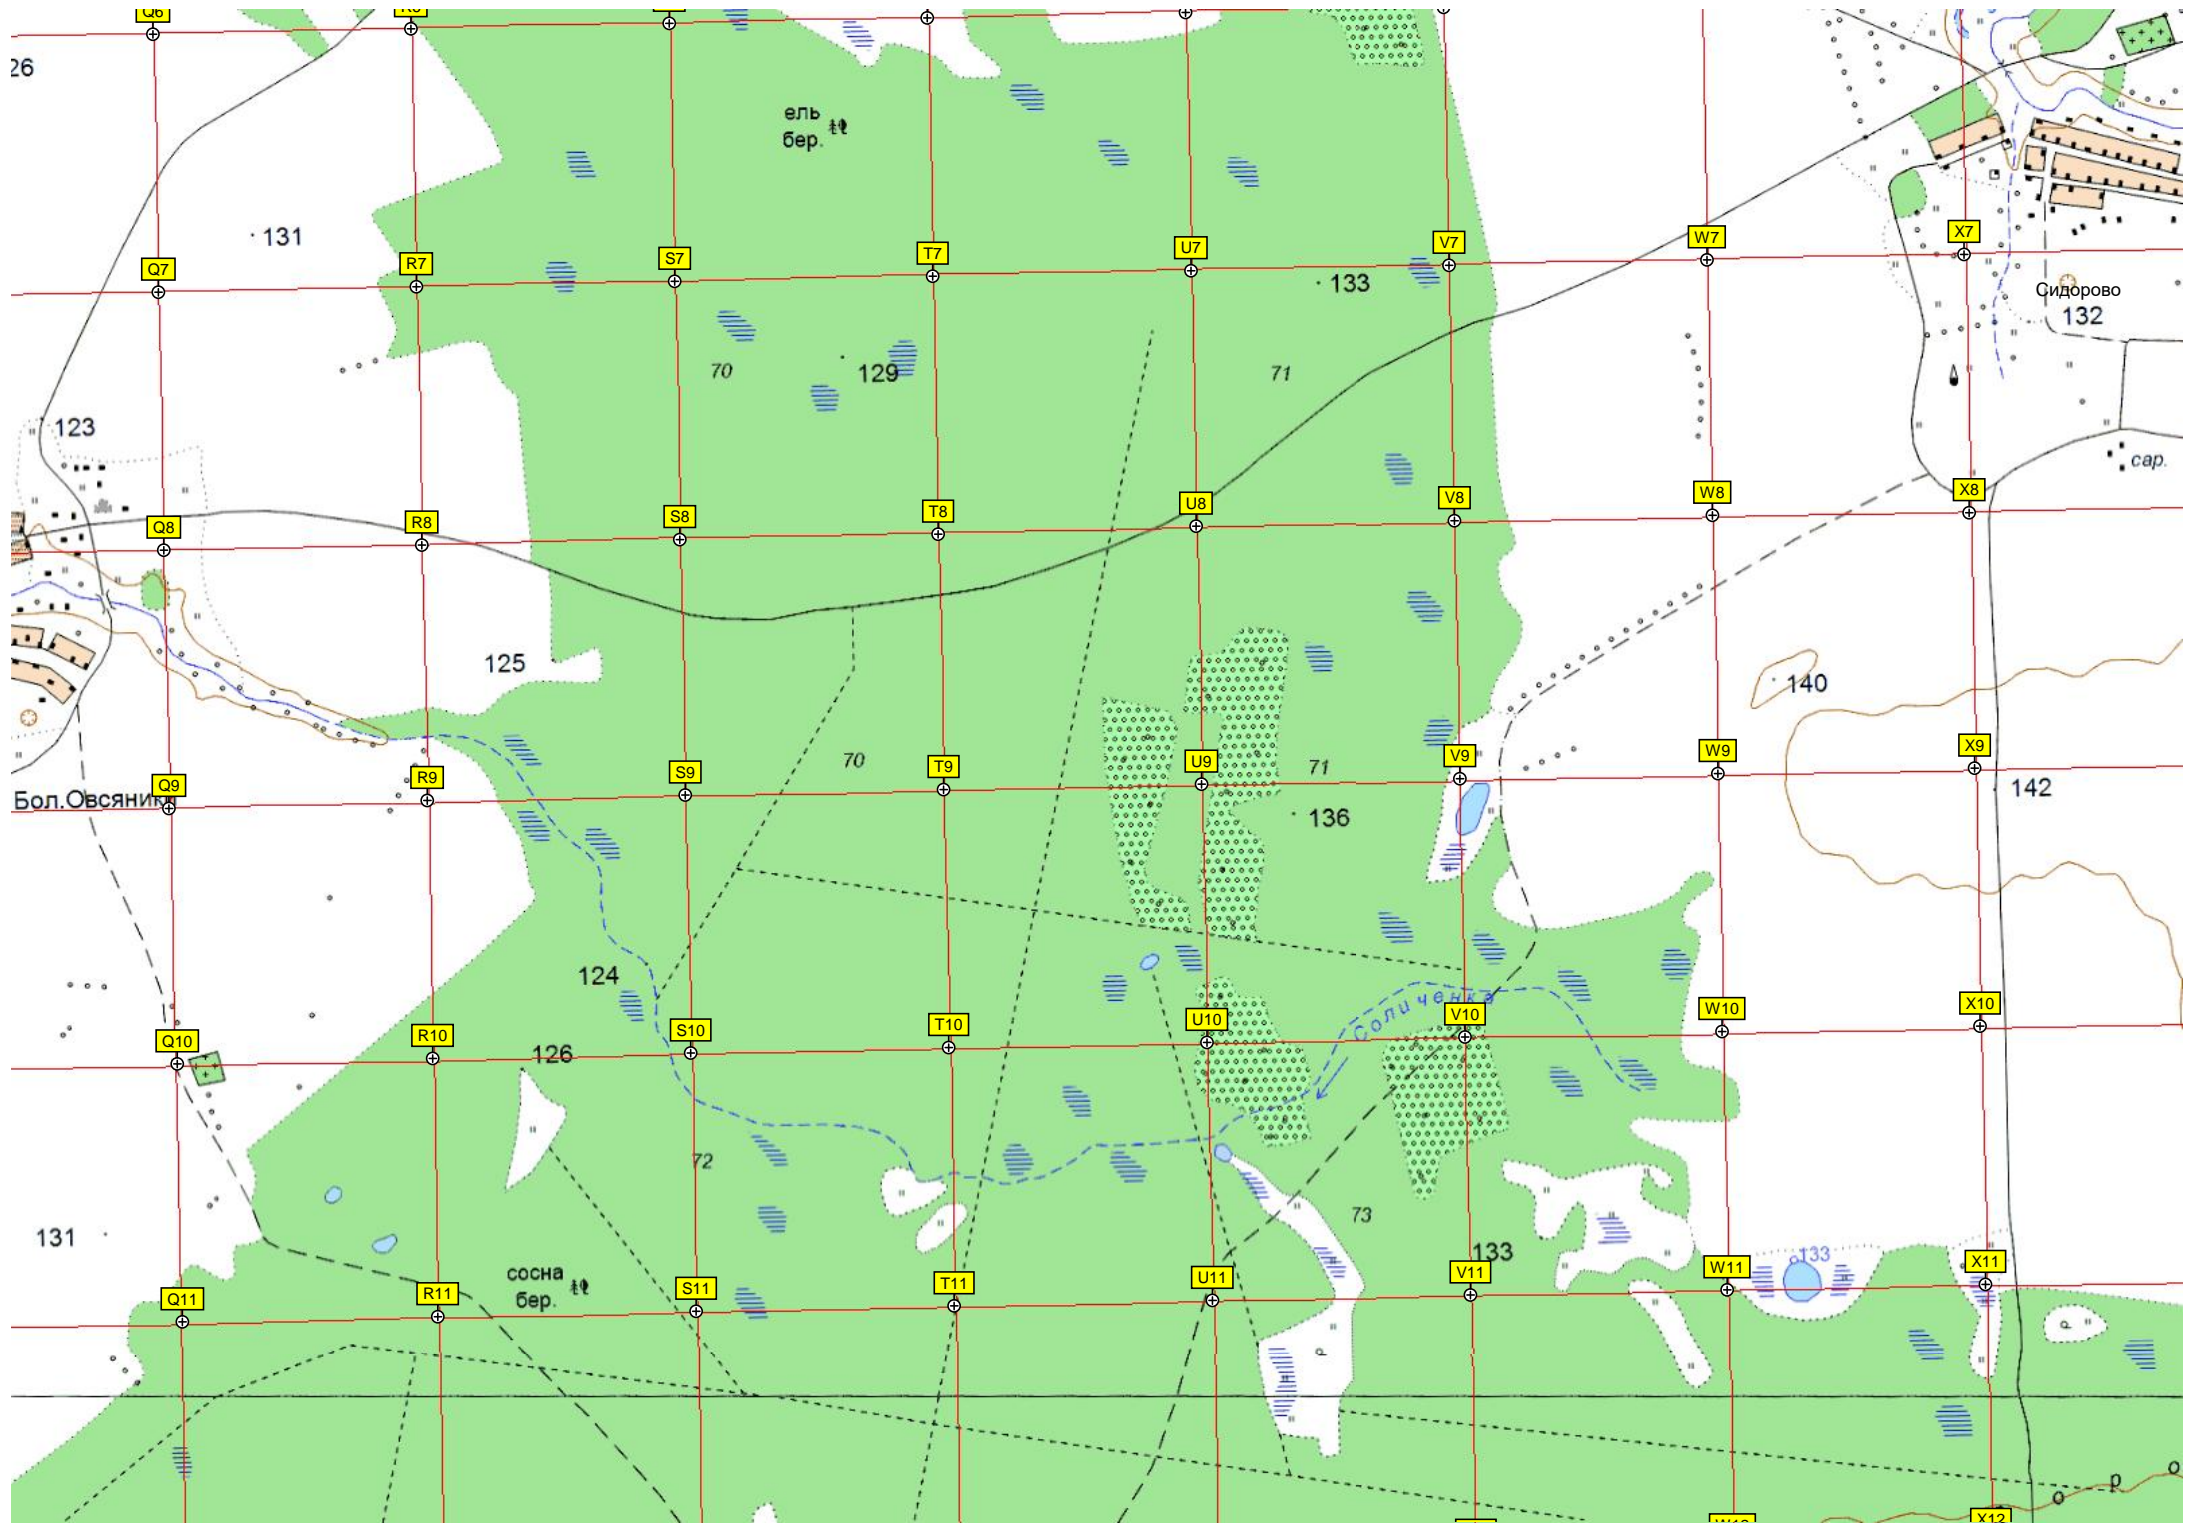 Q6
26
ель
бер.
131
Q7
R7
S7
T7
U7
V7
W7
X7
133
Сидорово
132
70
129
71
123
сар.
Q8
R8
S8
T8
U8
V8
W8
X8
125
140
Q9
R9
S9
T9
U9
V9
W9
X9
70
71
Бол.Овсяник
136
142
124
Соличенка
Q10
R10
S10
T10
U10
V10
W10
X10
126
72
73
131
133
133
сосна
бер.
Q11
R11
S11
T11
U11
V11
W11
X11
р
р
о р о
X12